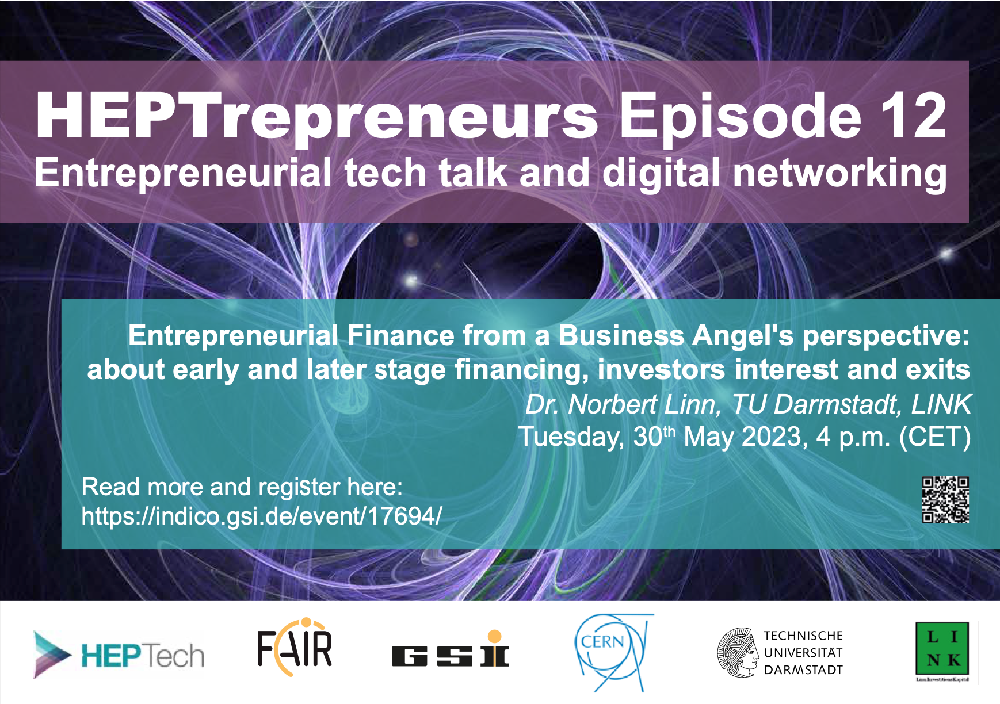 HEPTrepreneurs Episode 12
Entrepreneurial tech talk and digital networking
Entrepreneurial Finance from a Business Angel's perspective:
about early and later stage financing, investors interest and exits
Dr. Norbert Linn, TU Darmstadt, LINK
Tuesday, 30th May 2023, 4 p.m. (CET)
Read more and register here:
https://indico.gsi.de/event/17694/
HEPTech
FAIR
GSI
CERN
TECHNISCHE
UNIVERSITÄT
DARMSTADT
L I
N K
LinnInvestitionsKapital